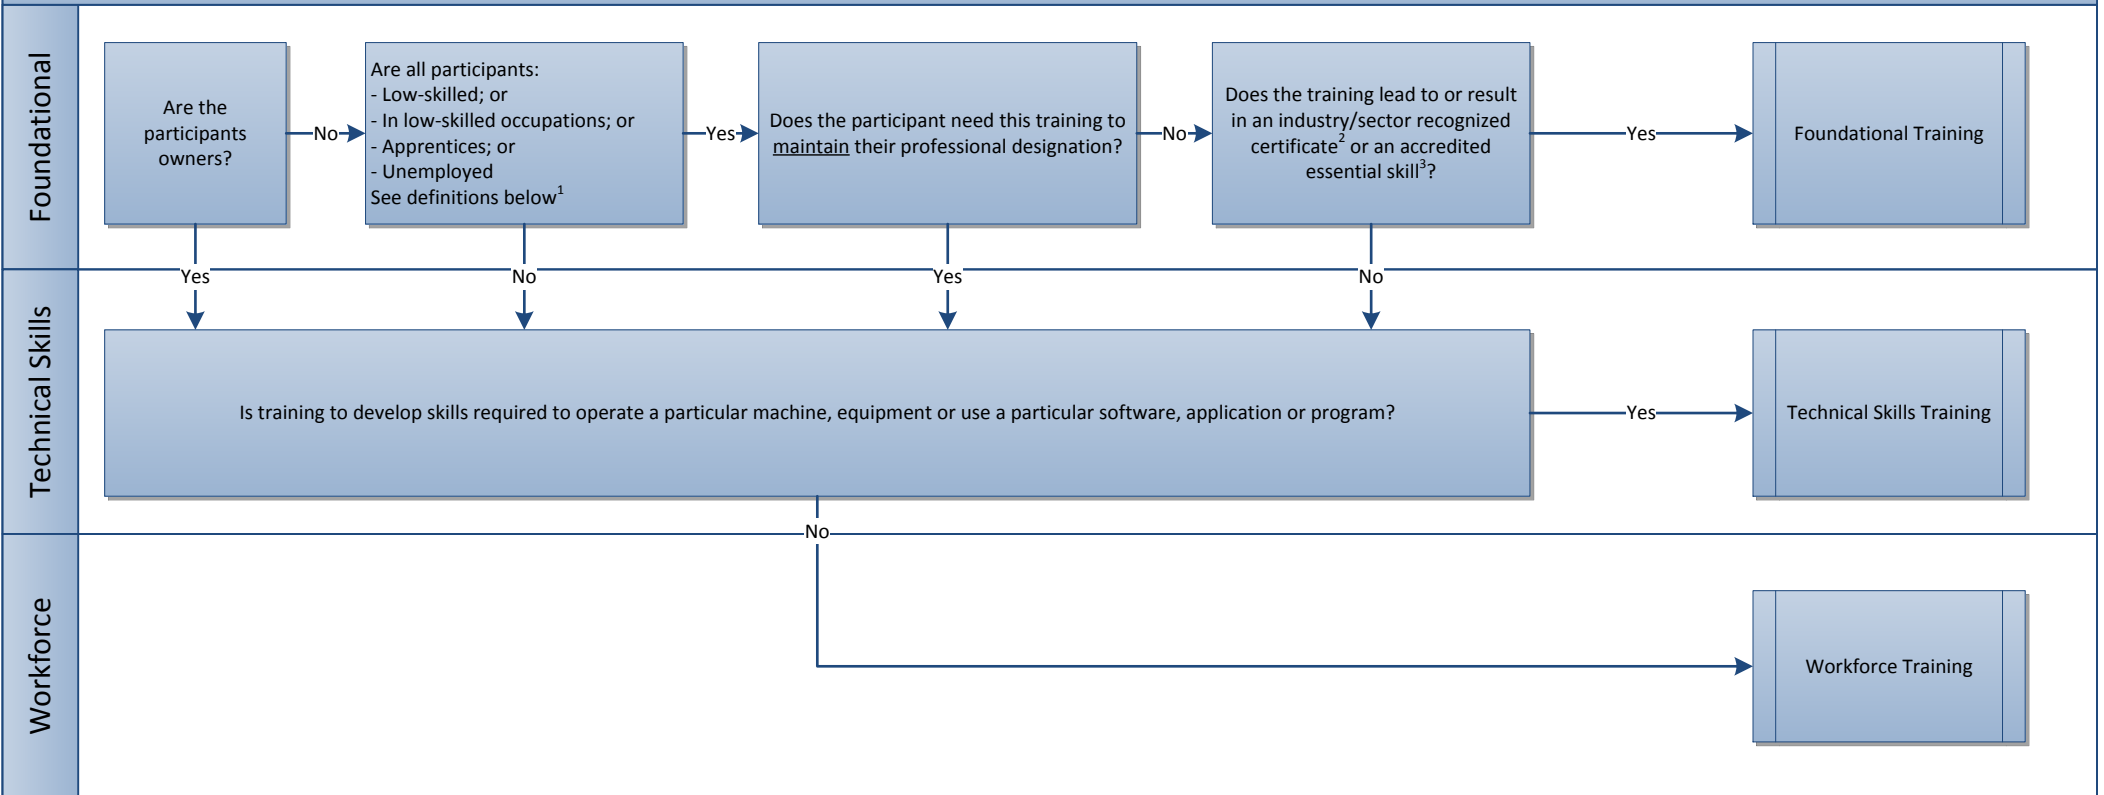 Foundational
Are the
participants
owners?
No
Are all participants:
- Low-skilled; or
- In low-skilled occupations; or
- Apprentices; or
- Unemployed
See definitions below1
Yes
Does the participant need this training to
maintain their professional designation?
No
Does the training lead to or result
in an industry/sector recognized
certificate2 or an accredited
essential skill3?
Yes
Foundational Training
Yes
No
Yes
No
Technical Skills
Is training to develop skills required to operate a particular machine, equipment or use a particular software, application or program?
Yes
Technical Skills Training
No
Workforce
Workforce Training